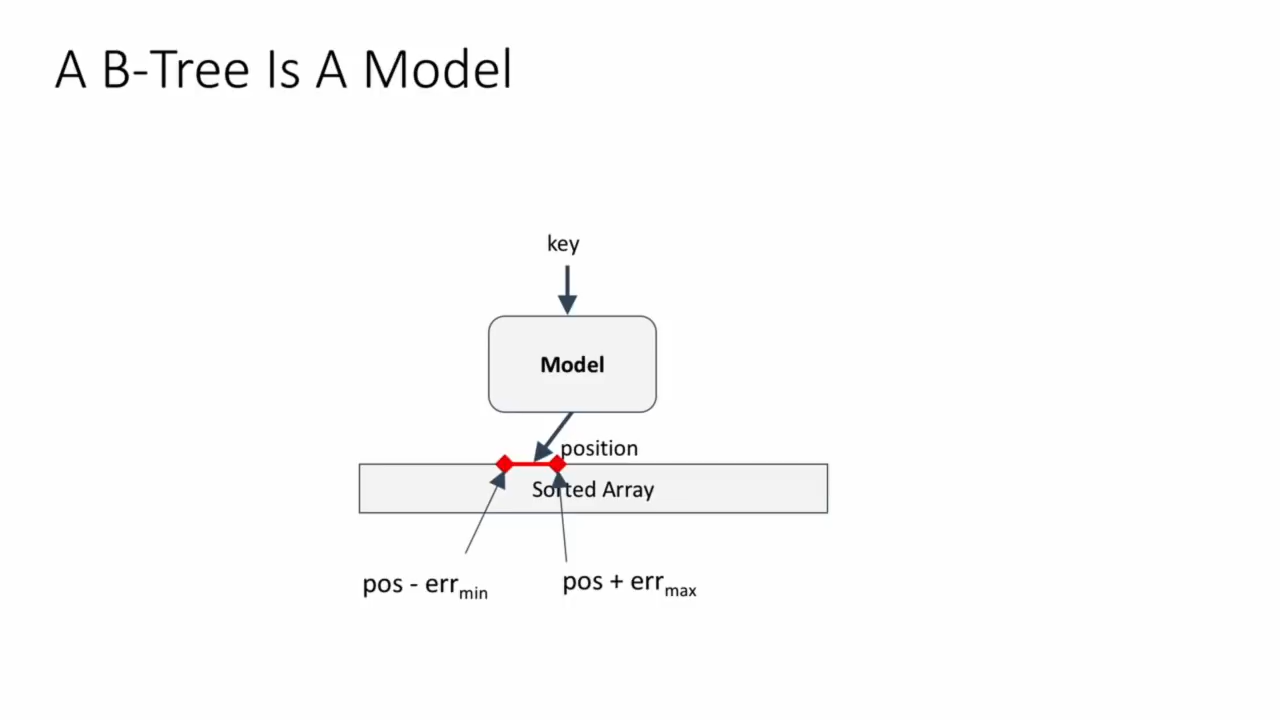 A B-Tree Is A Model
key
Model
position
Sorted Array
pos - err_min
pos + err_max